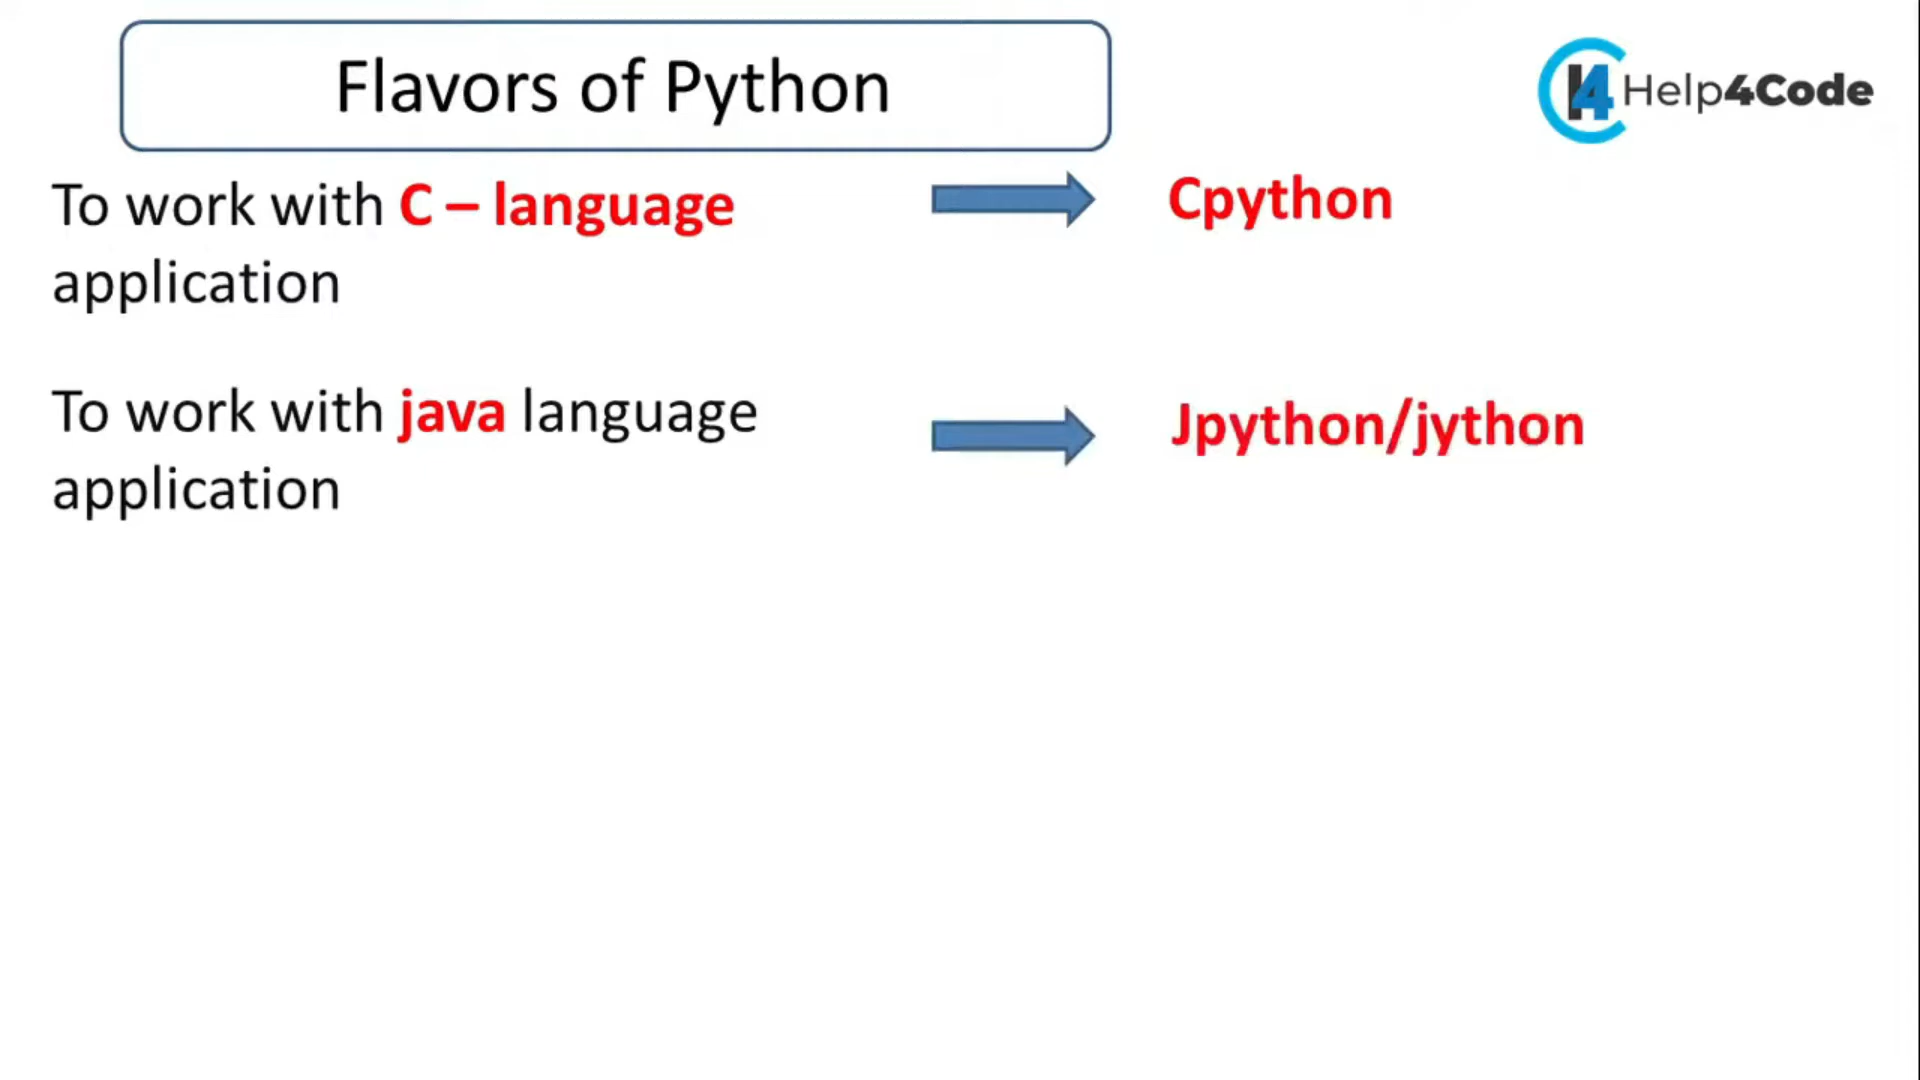 Flavors of Python
Help4Code
To work with C – language
application
Cpython
To work with java language
application
Jpython/jython